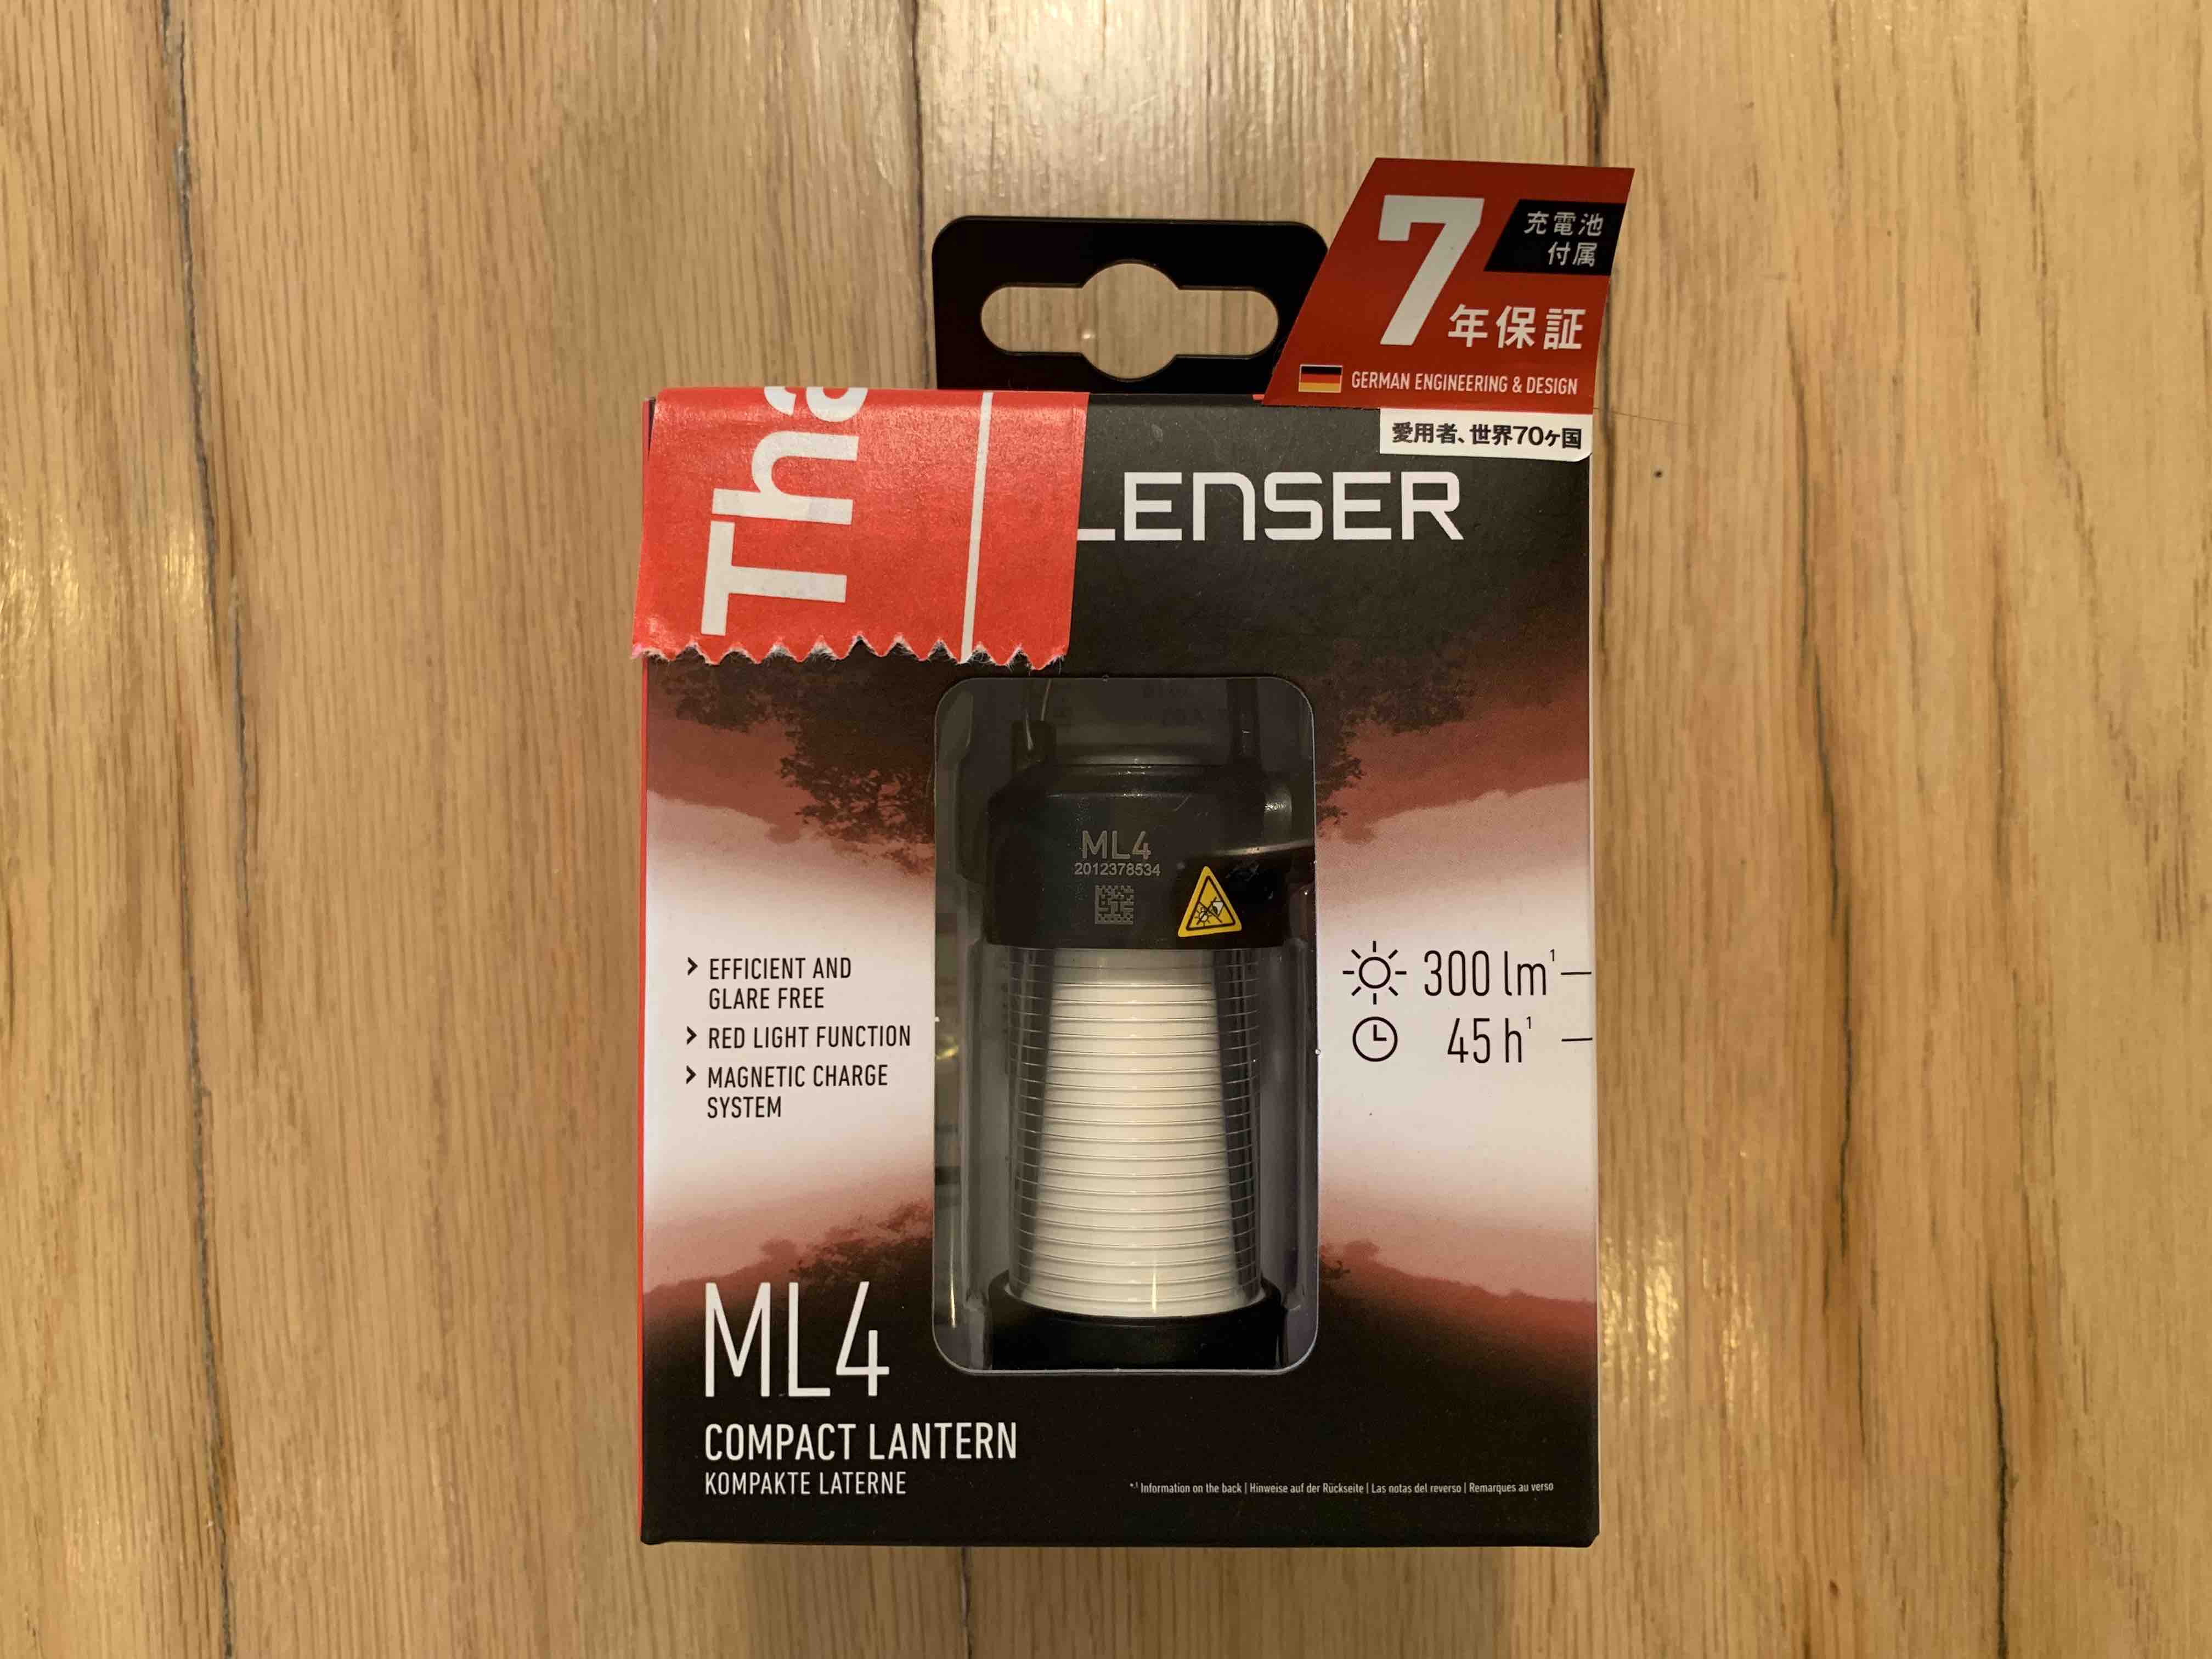 7
充電池
付属
年保証
GERMAN ENGINEERING & DESIGN
愛用者、世界70ヶ国
Tha
LENSER
ML4
2012378534
EFFICIENT AND
GLARE FREE
RED LIGHT FUNCTION
MAGNETIC CHARGE
SYSTEM
300 lm¹
45 h¹
ML4
COMPACT LANTERN
KOMPAKTE LATERNE
*¹ Information on the back | Hinweise auf der Rückseite | Las notas del reverso | Remarques au verso